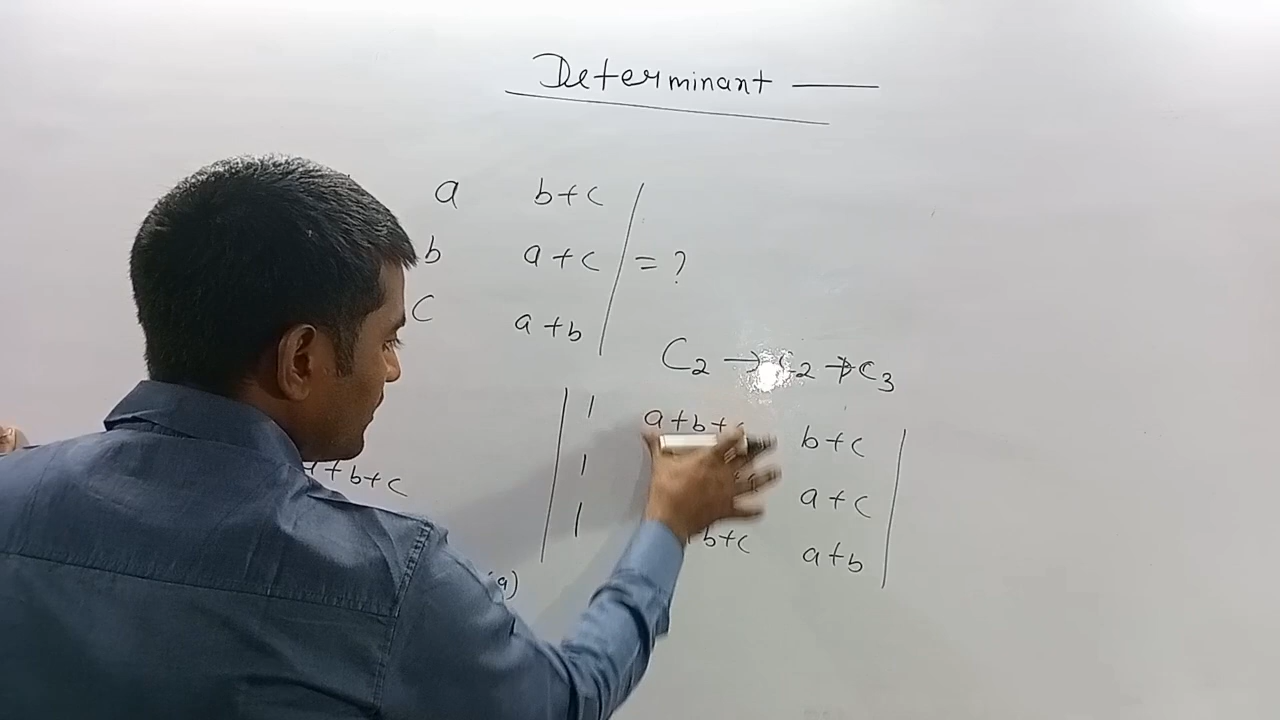 Determinant —
a b+c
b a+c = ?
c a+b
C2 → C2 + C3
1 a+b+c b+c
+b+c 1 a+c
1 b+c a+b
(a)